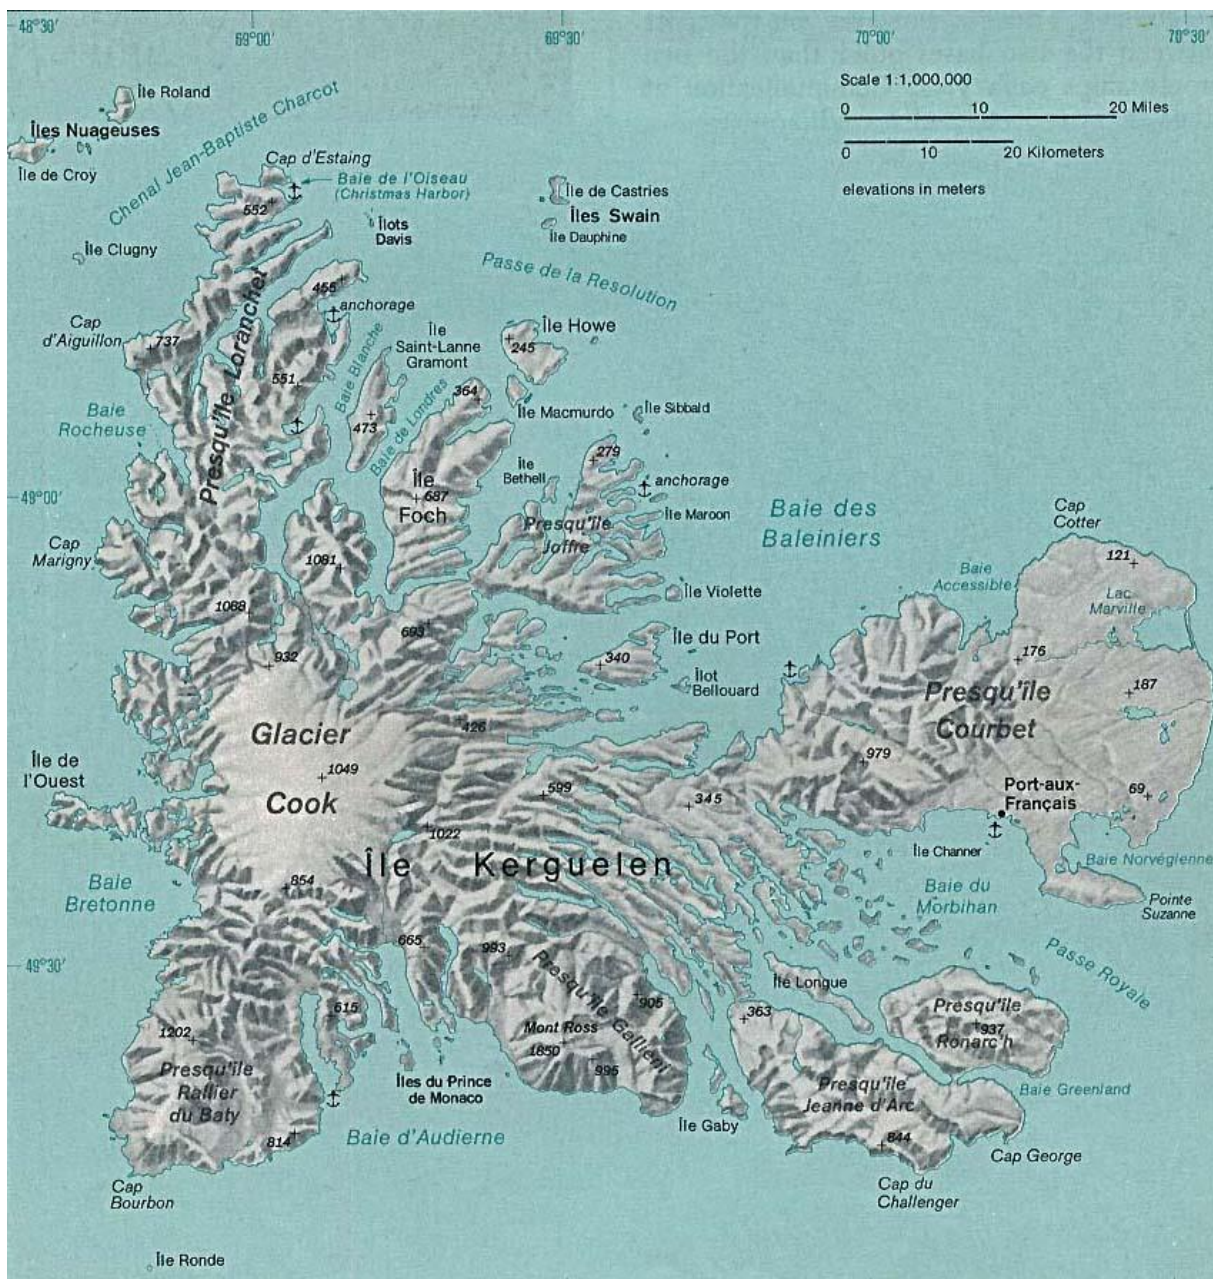 48°30'
69°00'
69°30'
70°00'
70°30'
Scale 1:1,000,000
0 10 20 Miles
0 10 20 Kilometers
elevations in meters
Île Roland
Îles Nuageuses
Île de Croÿ
Chenal Jean-Baptiste Charcot
Cap d'Estaing
Baie de l'Oiseau
(Christmas Harbor)
552
Îlots
Davis
Île Clugny
Île de Castries
Îles Swain
Île Dauphine
Passe de la Resolution
455
anchorage
Cap
d'Aiguillon
737
Presqu'île Loranchet
551
Baie Blanche
Île
Saint-Lanne
Gramont
473
Baie de Londres
364
Île Howe
245
Île Macmurdo
Île Sibbald
Baie
Rocheuse
279
Île
Bethell
anchorage
Île Maroon
49°00'
Île
687
Foch
Presqu'île
Joffre
Baie des
Baleiniers
Cap
Cotter
121
Cap
Marigny
1081
Île Violette
Baie
Accessible
Lac
Marville
1068
693
932
Île du Port
340
Îlot
Bellouard
176
187
Presqu'île
Courbet
426
Glacier
1049
Cook
979
Île de
l'Ouest
599
345
Port-aux-
Français
69
1022
Île Kerguelen
Île Channer
Baie Norvégienne
854
Baie
Bretonne
Baie du
Morbihan
Pointe
Suzanne
665
993
49°30'
Passe Royale
Presqu'île Gallieni
905
Île Longue
615
1202
363
Presqu'île
937
Ronarc'h
Mont Ross
1850
995
Presqu'île
Rallier
du Baty
Îles du Prince
de Monaco
Presqu'île
Jeanne d'Arc
Baie Greenland
Île Gaby
814
Baie d'Audierne
844
Cap George
Cap
Bourbon
Cap du
Challenger
Île Ronde